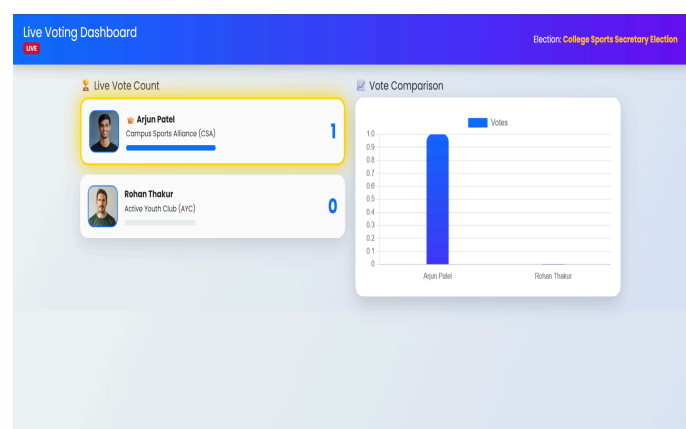 Live Voting Dashboard
LIVE
Election: College Sports Secretary Election
Live Vote Count
Arjun Patel
Campus Sports Alliance (CSA)
1
Rohan Thakur
Active Youth Club (AYC)
0
Vote Comparison
Votes
1.0
0.9
0.8
0.7
0.6
0.5
0.4
0.3
0.2
0.1
0
Arjun Patel
Rohan Thakur